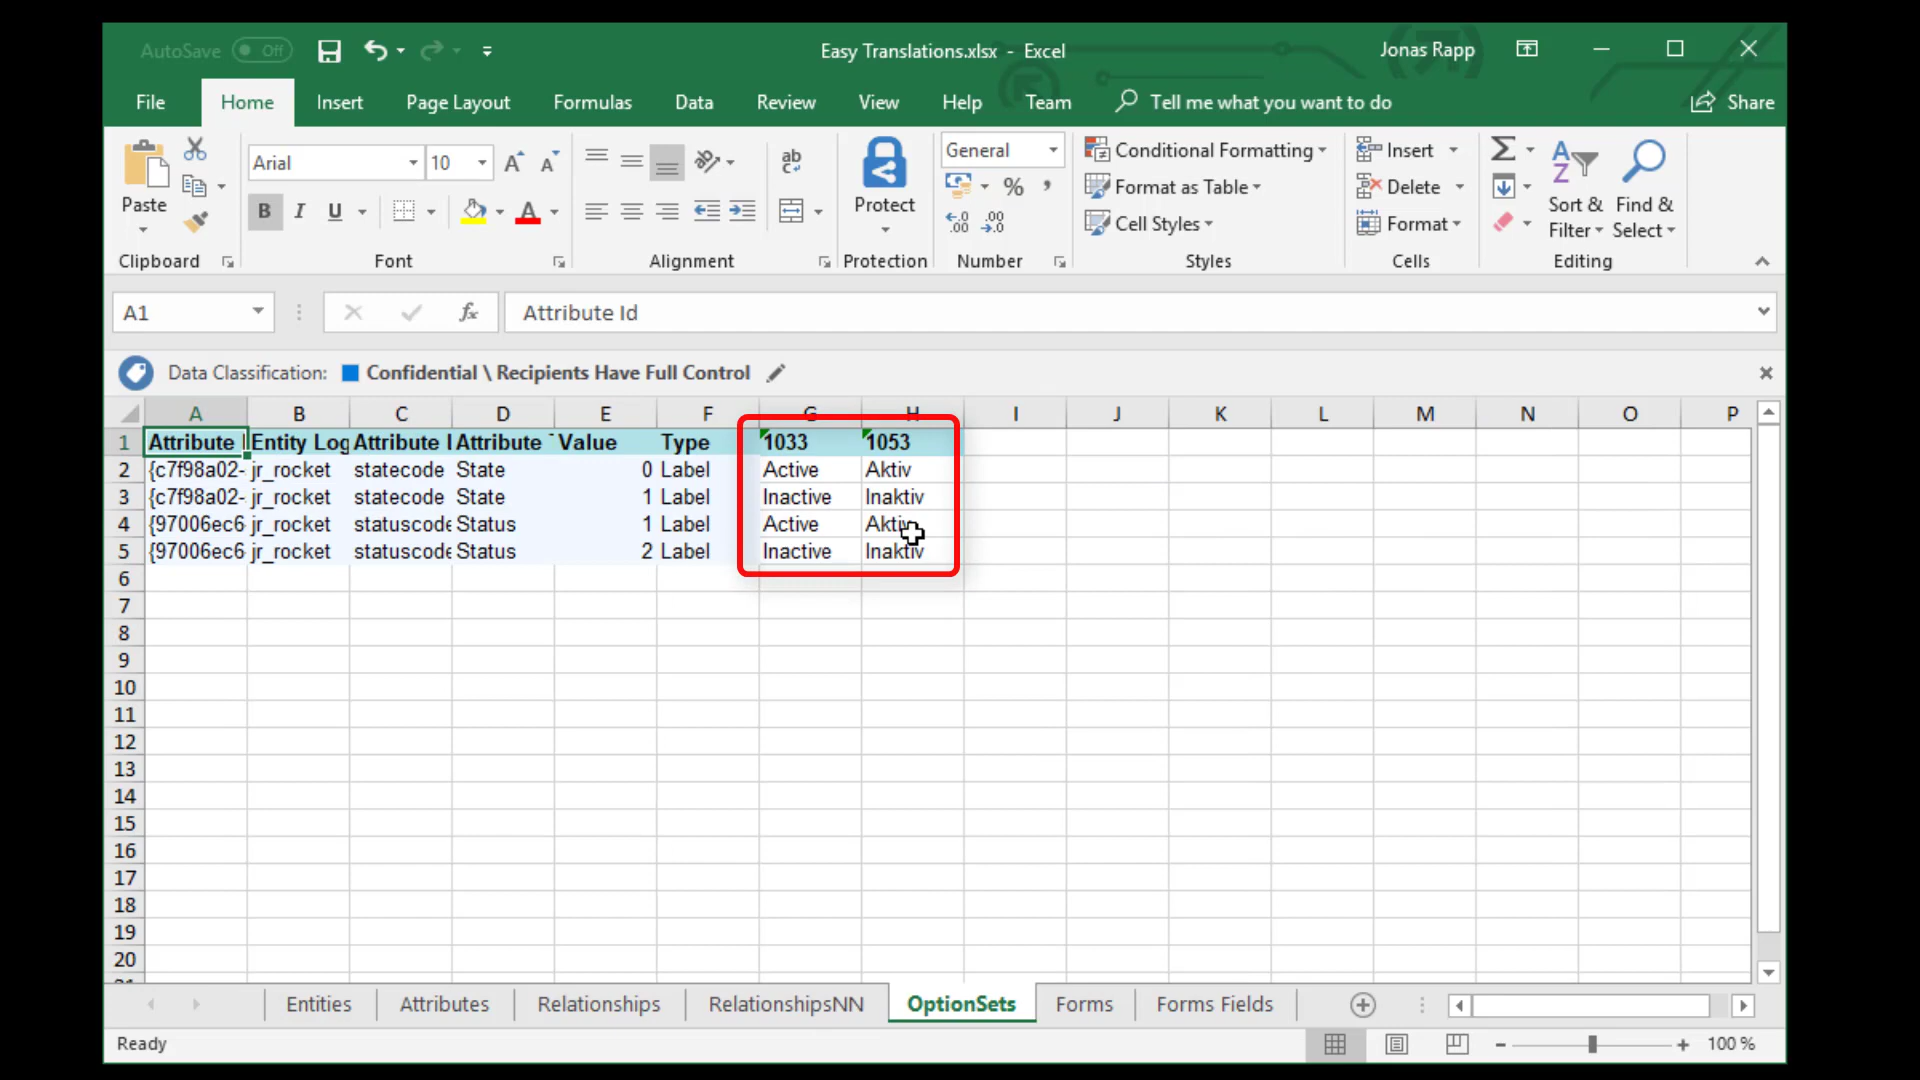 AutoSave Off
Easy Translations.xlsx - Excel
Jonas Rapp
File Home Insert Page Layout Formulas Data Review View Help Team Tell me what you want to do Share
Paste
Clipboard
Arial 10
B I U A
Font
ab
Alignment
Protect
Protection
General
% ,
Number
Conditional Formatting
Format as Table
Cell Styles
Styles
Insert
Delete
Format
Cells
Sort & Filter
Find & Select
Editing
A1 fx Attribute Id
Data Classification: Confidential \ Recipients Have Full Control
A B C D E F G H I J K L M N O P
1 Attribute Entity Log Attribute I Attribute Value Type 1033 1053
2 {c7f98a02- jr_rocket statecode State 0 Label Active Aktiv
3 {c7f98a02- jr_rocket statecode State 1 Label Inactive Inaktiv
4 {97006ec6 jr_rocket statuscode Status 1 Label Active Aktiv
5 {97006ec6 jr_rocket statuscode Status 2 Label Inactive Inaktiv
6
7
8
9
10
11
12
13
14
15
16
17
18
19
20
Entities Attributes Relationships RelationshipsNN OptionSets Forms Forms Fields
Ready
100 %